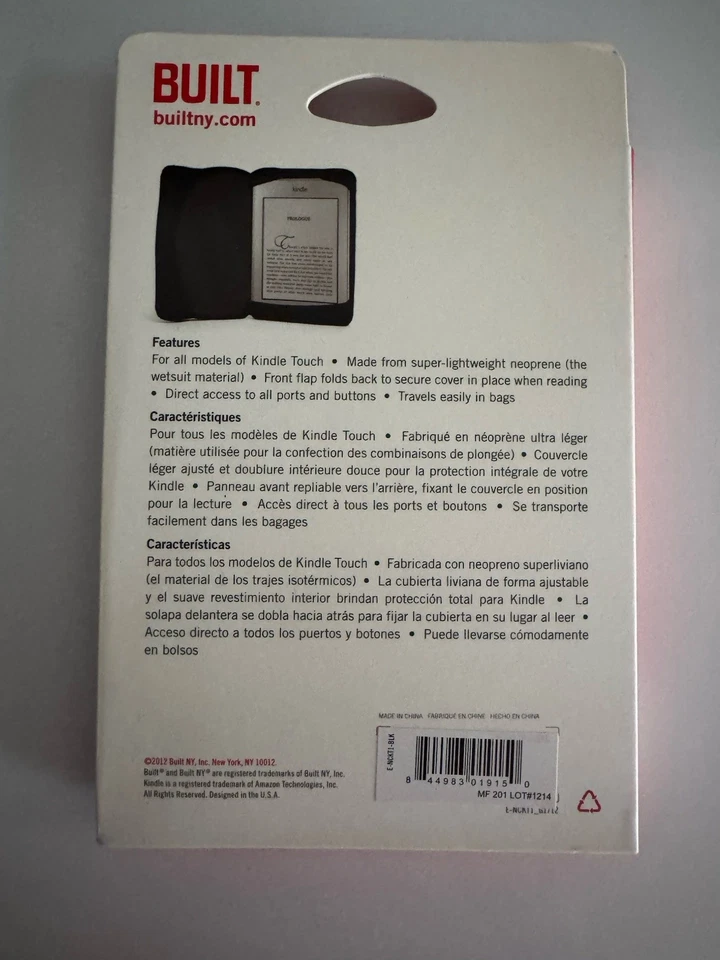 BUILT.
builtny.com
kindle
PROLOGUE
Features
For all models of Kindle Touch • Made from super-lightweight neoprene (the
wetsuit material) • Front flap folds back to secure cover in place when reading
• Direct access to all ports and buttons • Travels easily in bags
Caractéristiques
Pour tous les modèles de Kindle Touch • Fabriqué en néoprène ultra léger
(matière utilisée pour la confection des combinaisons de plongée) • Couvercle
léger ajusté et doublure intérieure douce pour la protection intégrale de votre
Kindle • Panneau avant repliable vers l'arrière, fixant le couvercle en position
pour la lecture • Accès direct à tous les ports et boutons • Se transporte
facilement dans les bagages
Características
Para todos los modelos de Kindle Touch • Fabricada con neopreno superliviano
(el material de los trajes isotérmicos) • La cubierta liviana de forma ajustable
y el suave revestimiento interior brindan protección total para Kindle • La
solapa delantera se dobla hacia atrás para fijar la cubierta en su lugar al leer •
Acceso directo a todos los puertos y botones • Puede llevarse cómodamente
en bolsos
MADE IN CHINA FABRIQUÉ EN CHINE HECHO EN CHINA
E-NCKT1-BLK
8 44983 01915 0
MF 201 LOT#1214
©2012 Built NY, Inc. New York, NY 10012.
Built® and Built NY® are registered trademarks of Built NY, Inc.
Kindle is a registered trademark of Amazon Technologies, Inc.
All Rights Reserved. Designed in the U.S.A.